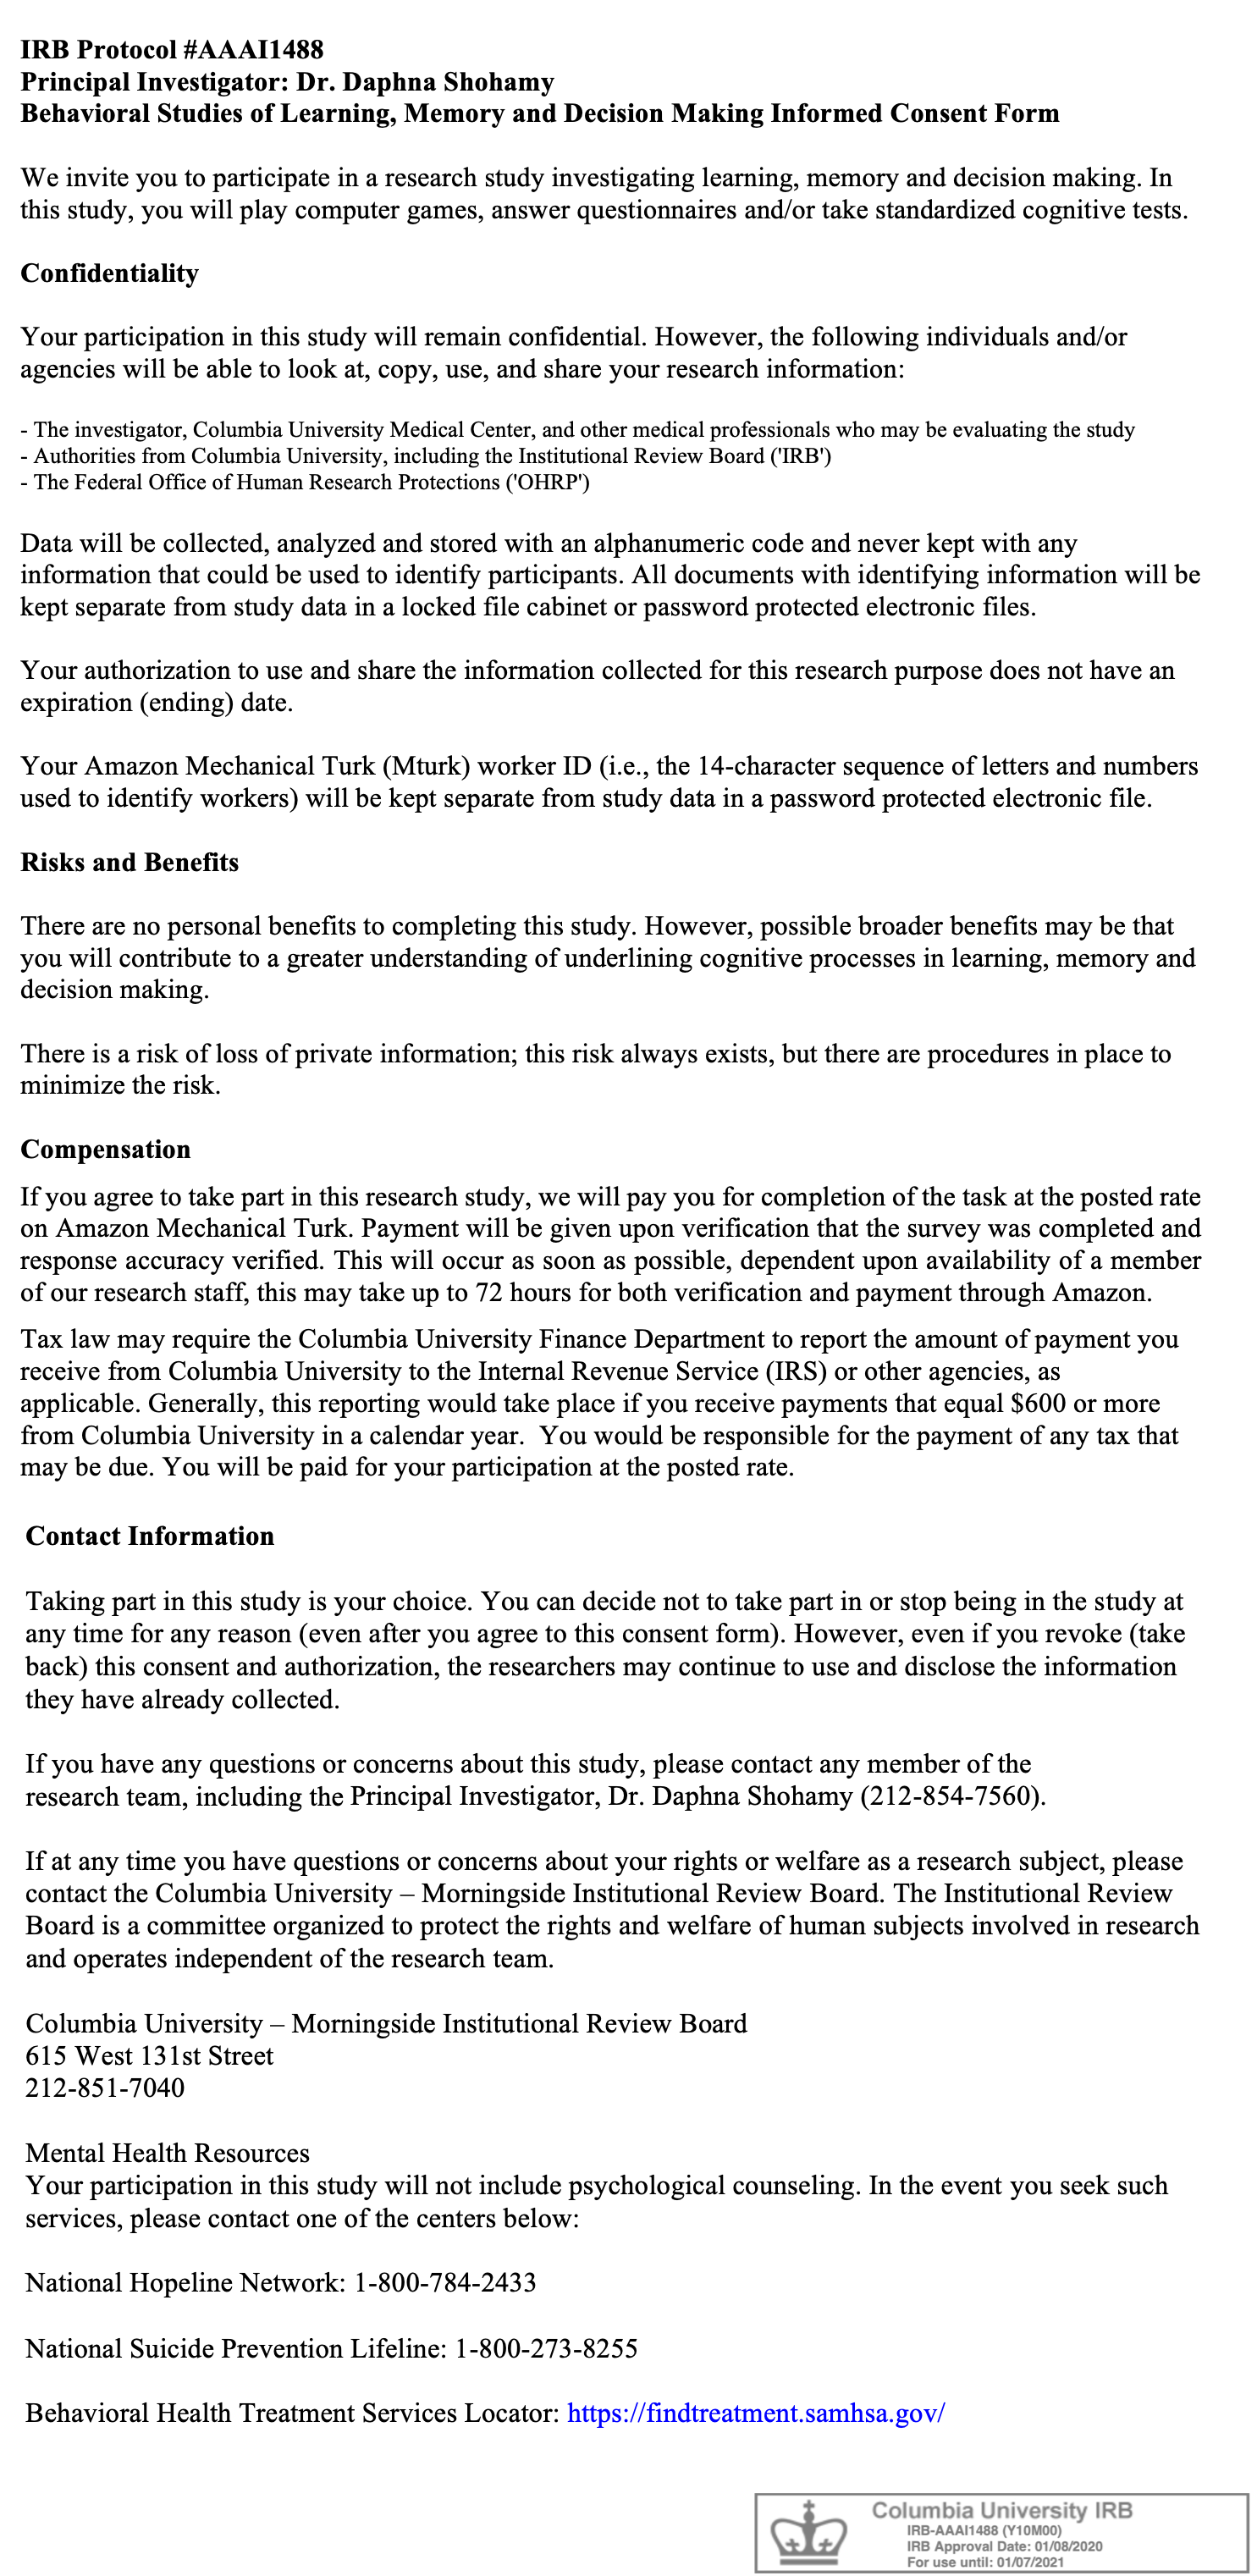 IRB Protocol #AAAI1488
Principal Investigator: Dr. Daphna Shohamy
Behavioral Studies of Learning, Memory and Decision Making Informed Consent Form
We invite you to participate in a research study investigating learning, memory and decision making. In
this study, you will play computer games, answer questionnaires and/or take standardized cognitive tests.
Confidentiality
Your participation in this study will remain confidential. However, the following individuals and/or
agencies will be able to look at, copy, use, and share your research information:
- The investigator, Columbia University Medical Center, and other medical professionals who may be evaluating the study
- Authorities from Columbia University, including the Institutional Review Board ('IRB')
- The Federal Office of Human Research Protections ('OHRP')
Data will be collected, analyzed and stored with an alphanumeric code and never kept with any
information that could be used to identify participants. All documents with identifying information will be
kept separate from study data in a locked file cabinet or password protected electronic files.
Your authorization to use and share the information collected for this research purpose does not have an
expiration (ending) date.
Your Amazon Mechanical Turk (Mturk) worker ID (i.e., the 14-character sequence of letters and numbers
used to identify workers) will be kept separate from study data in a password protected electronic file.
Risks and Benefits
There are no personal benefits to completing this study. However, possible broader benefits may be that
you will contribute to a greater understanding of underlining cognitive processes in learning, memory and
decision making.
There is a risk of loss of private information; this risk always exists, but there are procedures in place to
minimize the risk.
Compensation
If you agree to take part in this research study, we will pay you for completion of the task at the posted rate
on Amazon Mechanical Turk. Payment will be given upon verification that the survey was completed and
response accuracy verified. This will occur as soon as possible, dependent upon availability of a member
of our research staff, this may take up to 72 hours for both verification and payment through Amazon.
Tax law may require the Columbia University Finance Department to report the amount of payment you
receive from Columbia University to the Internal Revenue Service (IRS) or other agencies, as
applicable. Generally, this reporting would take place if you receive payments that equal $600 or more
from Columbia University in a calendar year.  You would be responsible for the payment of any tax that
may be due. You will be paid for your participation at the posted rate.
Contact Information
Taking part in this study is your choice. You can decide not to take part in or stop being in the study at
any time for any reason (even after you agree to this consent form). However, even if you revoke (take
back) this consent and authorization, the researchers may continue to use and disclose the information
they have already collected.
If you have any questions or concerns about this study, please contact any member of the
research team, including the Principal Investigator, Dr. Daphna Shohamy (212-854-7560).
If at any time you have questions or concerns about your rights or welfare as a research subject, please
contact the Columbia University – Morningside Institutional Review Board. The Institutional Review
Board is a committee organized to protect the rights and welfare of human subjects involved in research
and operates independent of the research team.
Columbia University – Morningside Institutional Review Board
615 West 131st Street
212-851-7040
Mental Health Resources
Your participation in this study will not include psychological counseling. In the event you seek such
services, please contact one of the centers below:
National Hopeline Network: 1-800-784-2433
National Suicide Prevention Lifeline: 1-800-273-8255
Behavioral Health Treatment Services Locator: https://findtreatment.samhsa.gov/
Columbia University IRB
IRB-AAAI1488 (Y10M00)
IRB Approval Date: 01/08/2020
For use until: 01/07/2021